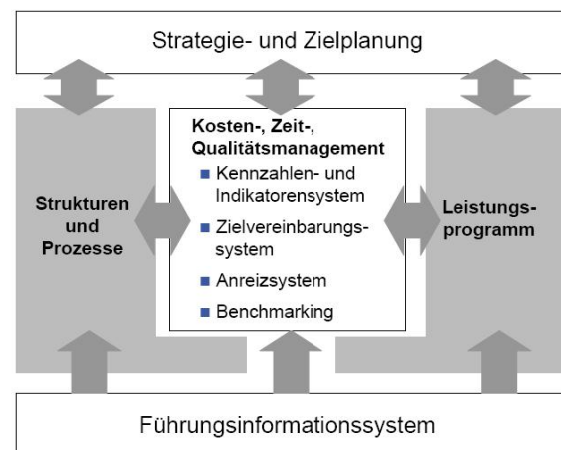 Strategie- und Zielplanung
Kosten-, Zeit-,
Qualitätsmanagement
Kennzahlen- und
Indikatorensystem
Zielvereinbarungs-
system
Anreizsystem
Benchmarking
Strukturen
und
Prozesse
Leistungs-
programm
Führungsinformationssystem